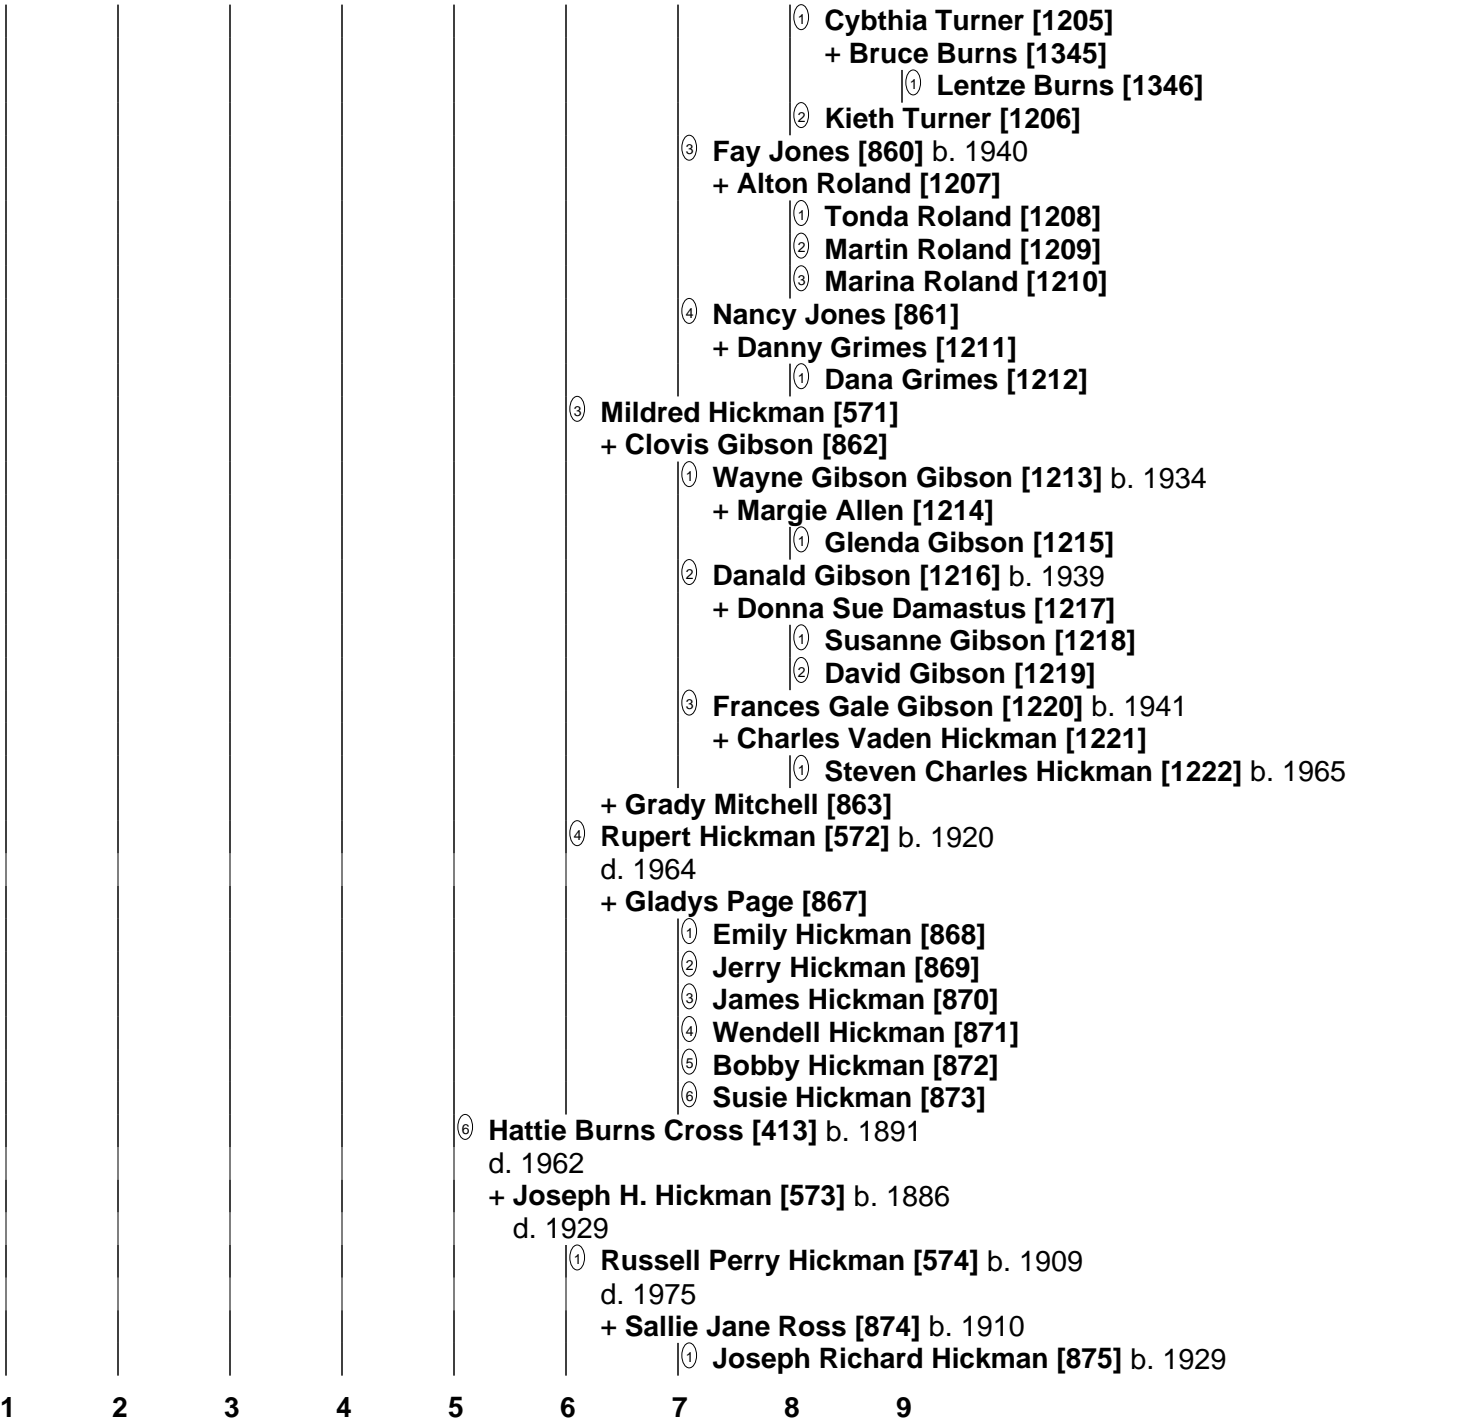 ① Cybthia Turner [1205]
+ Bruce Burns [1345]
① Lentze Burns [1346]
② Kieth Turner [1206]
③ Fay Jones [860] b. 1940
+ Alton Roland [1207]
① Tonda Roland [1208]
② Martin Roland [1209]
③ Marina Roland [1210]
④ Nancy Jones [861]
+ Danny Grimes [1211]
① Dana Grimes [1212]
③ Mildred Hickman [571]
+ Clovis Gibson [862]
① Wayne Gibson Gibson [1213] b. 1934
+ Margie Allen [1214]
① Glenda Gibson [1215]
② Danald Gibson [1216] b. 1939
+ Donna Sue Damastus [1217]
① Susanne Gibson [1218]
② David Gibson [1219]
③ Frances Gale Gibson [1220] b. 1941
+ Charles Vaden Hickman [1221]
① Steven Charles Hickman [1222] b. 1965
+ Grady Mitchell [863]
④ Rupert Hickman [572] b. 1920
d. 1964
+ Gladys Page [867]
① Emily Hickman [868]
② Jerry Hickman [869]
③ James Hickman [870]
④ Wendell Hickman [871]
⑤ Bobby Hickman [872]
⑥ Susie Hickman [873]
⑥ Hattie Burns Cross [413] b. 1891
d. 1962
+ Joseph H. Hickman [573] b. 1886
d. 1929
① Russell Perry Hickman [574] b. 1909
d. 1975
+ Sallie Jane Ross [874] b. 1910
① Joseph Richard Hickman [875] b. 1929
1 2 3 4 5 6 7 8 9